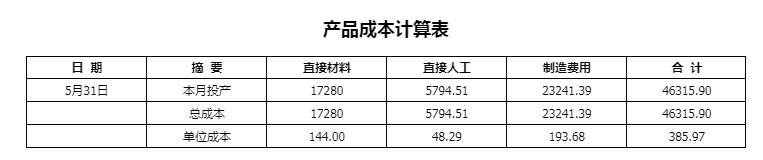 产品成本计算表
日 期 摘 要 直接材料 直接人工 制造费用 合 计
5月31日 本月投产 17280 5794.51 23241.39 46315.90
总成本 17280 5794.51 23241.39 46315.90
单位成本 144.00 48.29 193.68 385.97